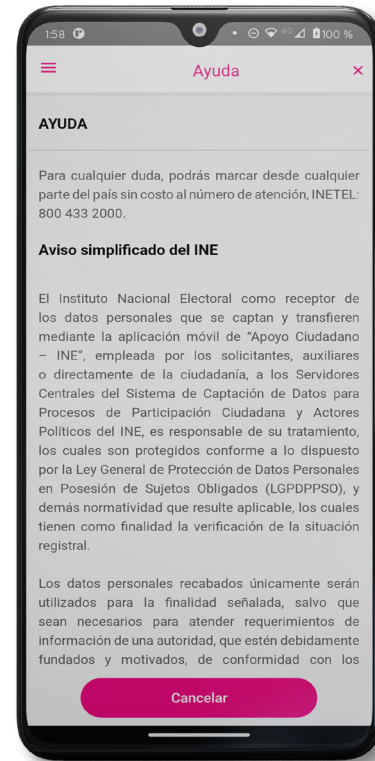 1:58
4G 100 %
Ayuda
AYUDA
Para cualquier duda, podrás marcar desde cualquier
parte del país sin costo al número de atención, INETEL:
800 433 2000.
Aviso simplificado del INE
El Instituto Nacional Electoral como receptor de
los datos personales que se captan y transfieren
mediante la aplicación móvil de “Apoyo Ciudadano
– INE”, empleada por los solicitantes, auxiliares
o directamente de la ciudadanía, a los Servidores
Centrales del Sistema de Captación de Datos para
Procesos de Participación Ciudadana y Actores
Políticos del INE, es responsable de su tratamiento,
los cuales son protegidos conforme a lo dispuesto
por la Ley General de Protección de Datos Personales
en Posesión de Sujetos Obligados (LGPDPPSO), y
demás normatividad que resulte aplicable, los cuales
tienen como finalidad la verificación de la situación
registral.
Los datos personales recabados únicamente serán
utilizados para la finalidad señalada, salvo que
sean necesarios para atender requerimientos de
información de una autoridad, que estén debidamente
fundados y motivados, de conformidad con los
Cancelar